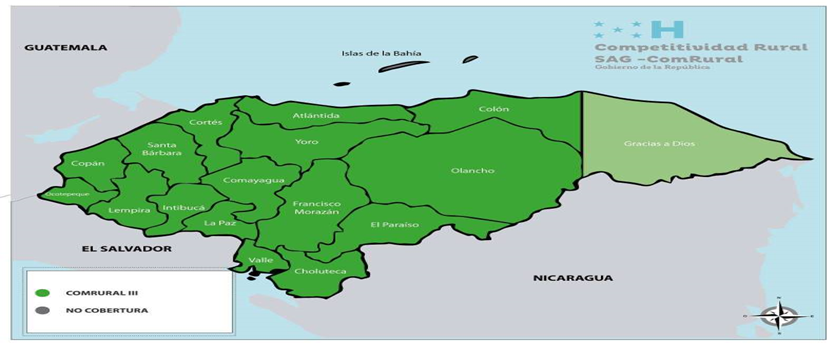 GUATEMALA
Islas de la Bahía
H
Competitividad Rural
SAG -ComRural
Gobierno de la República
Colón
Atlántida
Cortés
Yoro
Gracias a Dios
Santa
Bárbara
Copán
Olancho
Comayagua
Ocotepeque
Francisco
Morazán
Lempira
Intibucá
La Paz
El Paraíso
EL SALVADOR
Valle
Choluteca
NICARAGUA
COMRURAL III
NO COBERTURA
N